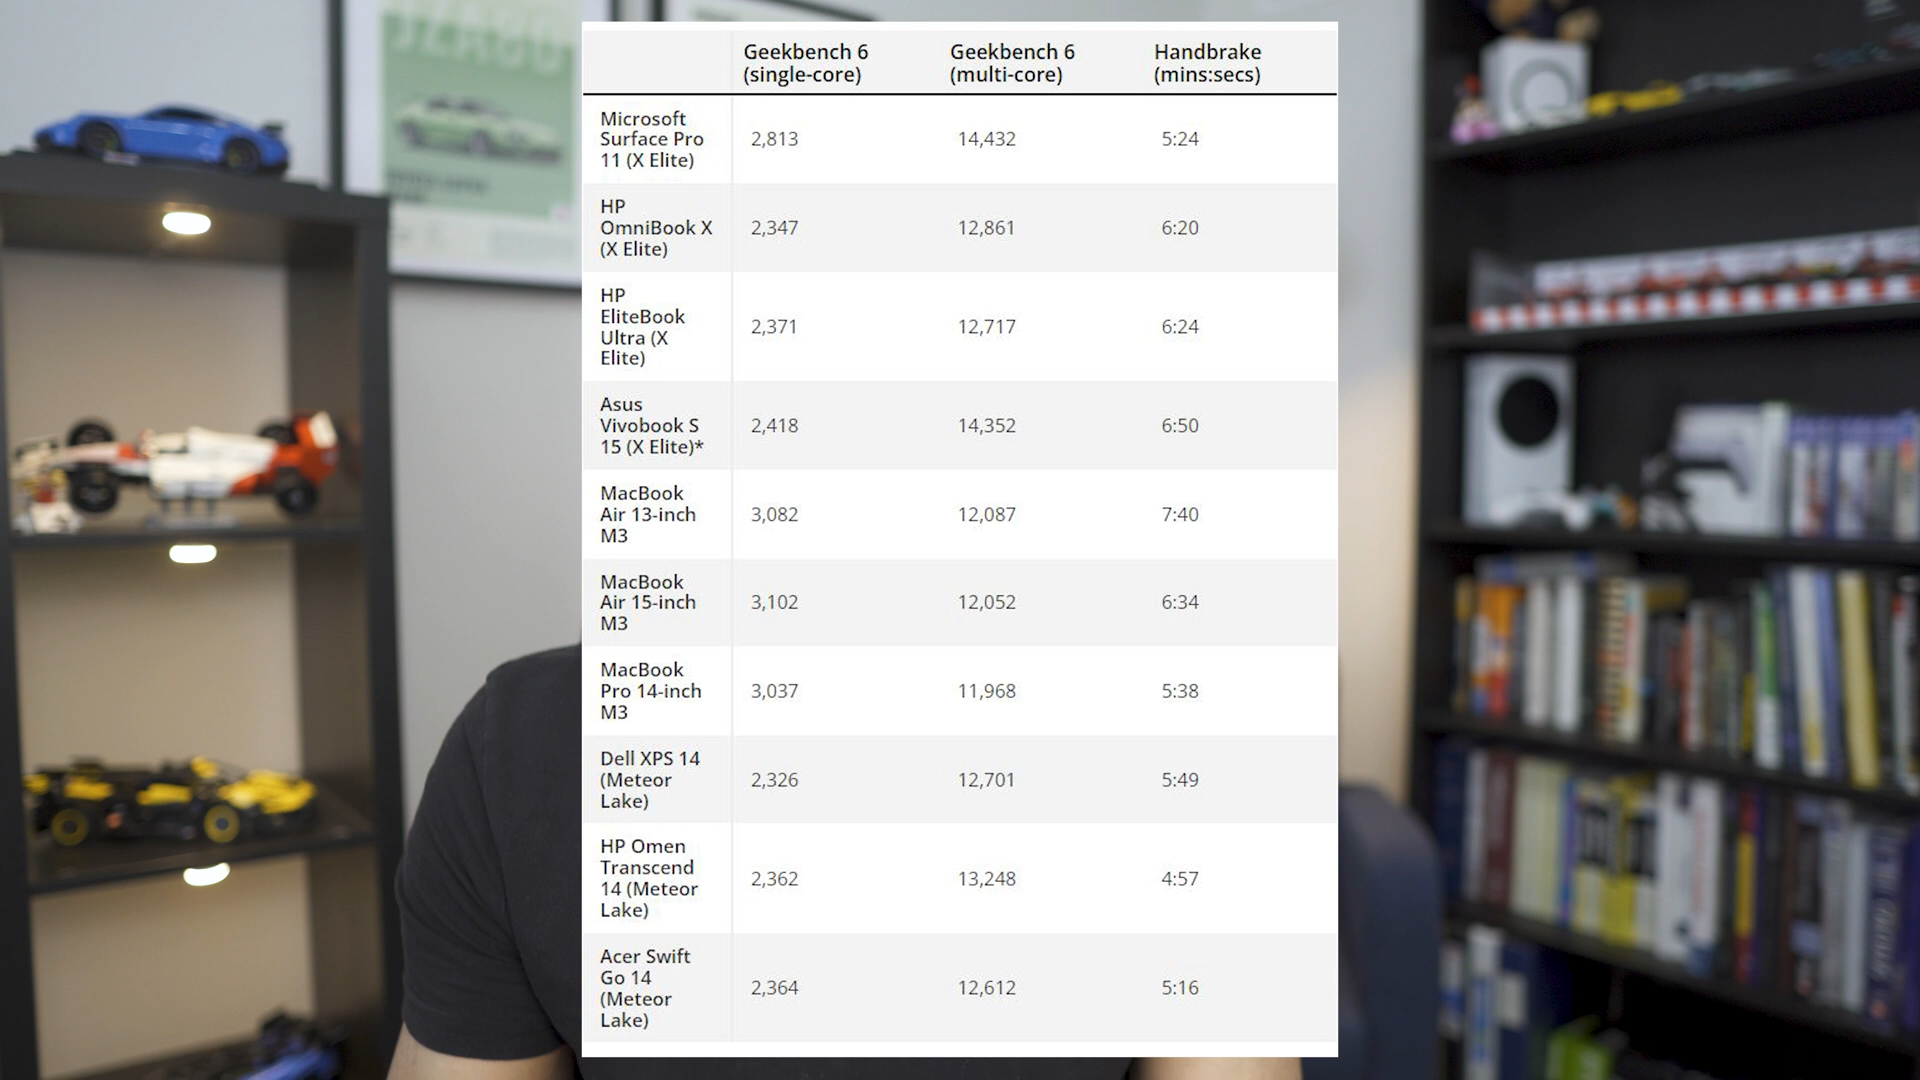 Geekbench 6
(single-core)
Geekbench 6
(multi-core)
Handbrake
(mins:secs)
Microsoft
Surface Pro
11 (X Elite)
2,813
14,432
5:24
HP
OmniBook X
(X Elite)
2,347
12,861
6:20
HP
EliteBook
Ultra (X
Elite)
2,371
12,717
6:24
Asus
Vivobook S
15 (X Elite)*
2,418
14,352
6:50
MacBook
Air 13-inch
M3
3,082
12,087
7:40
MacBook
Air 15-inch
M3
3,102
12,052
6:34
MacBook
Pro 14-inch
M3
3,037
11,968
5:38
Dell XPS 14
(Meteor
Lake)
2,326
12,701
5:49
HP Omen
Transcend
14 (Meteor
Lake)
2,362
13,248
4:57
Acer Swift
Go 14
(Meteor
Lake)
2,364
12,612
5:16